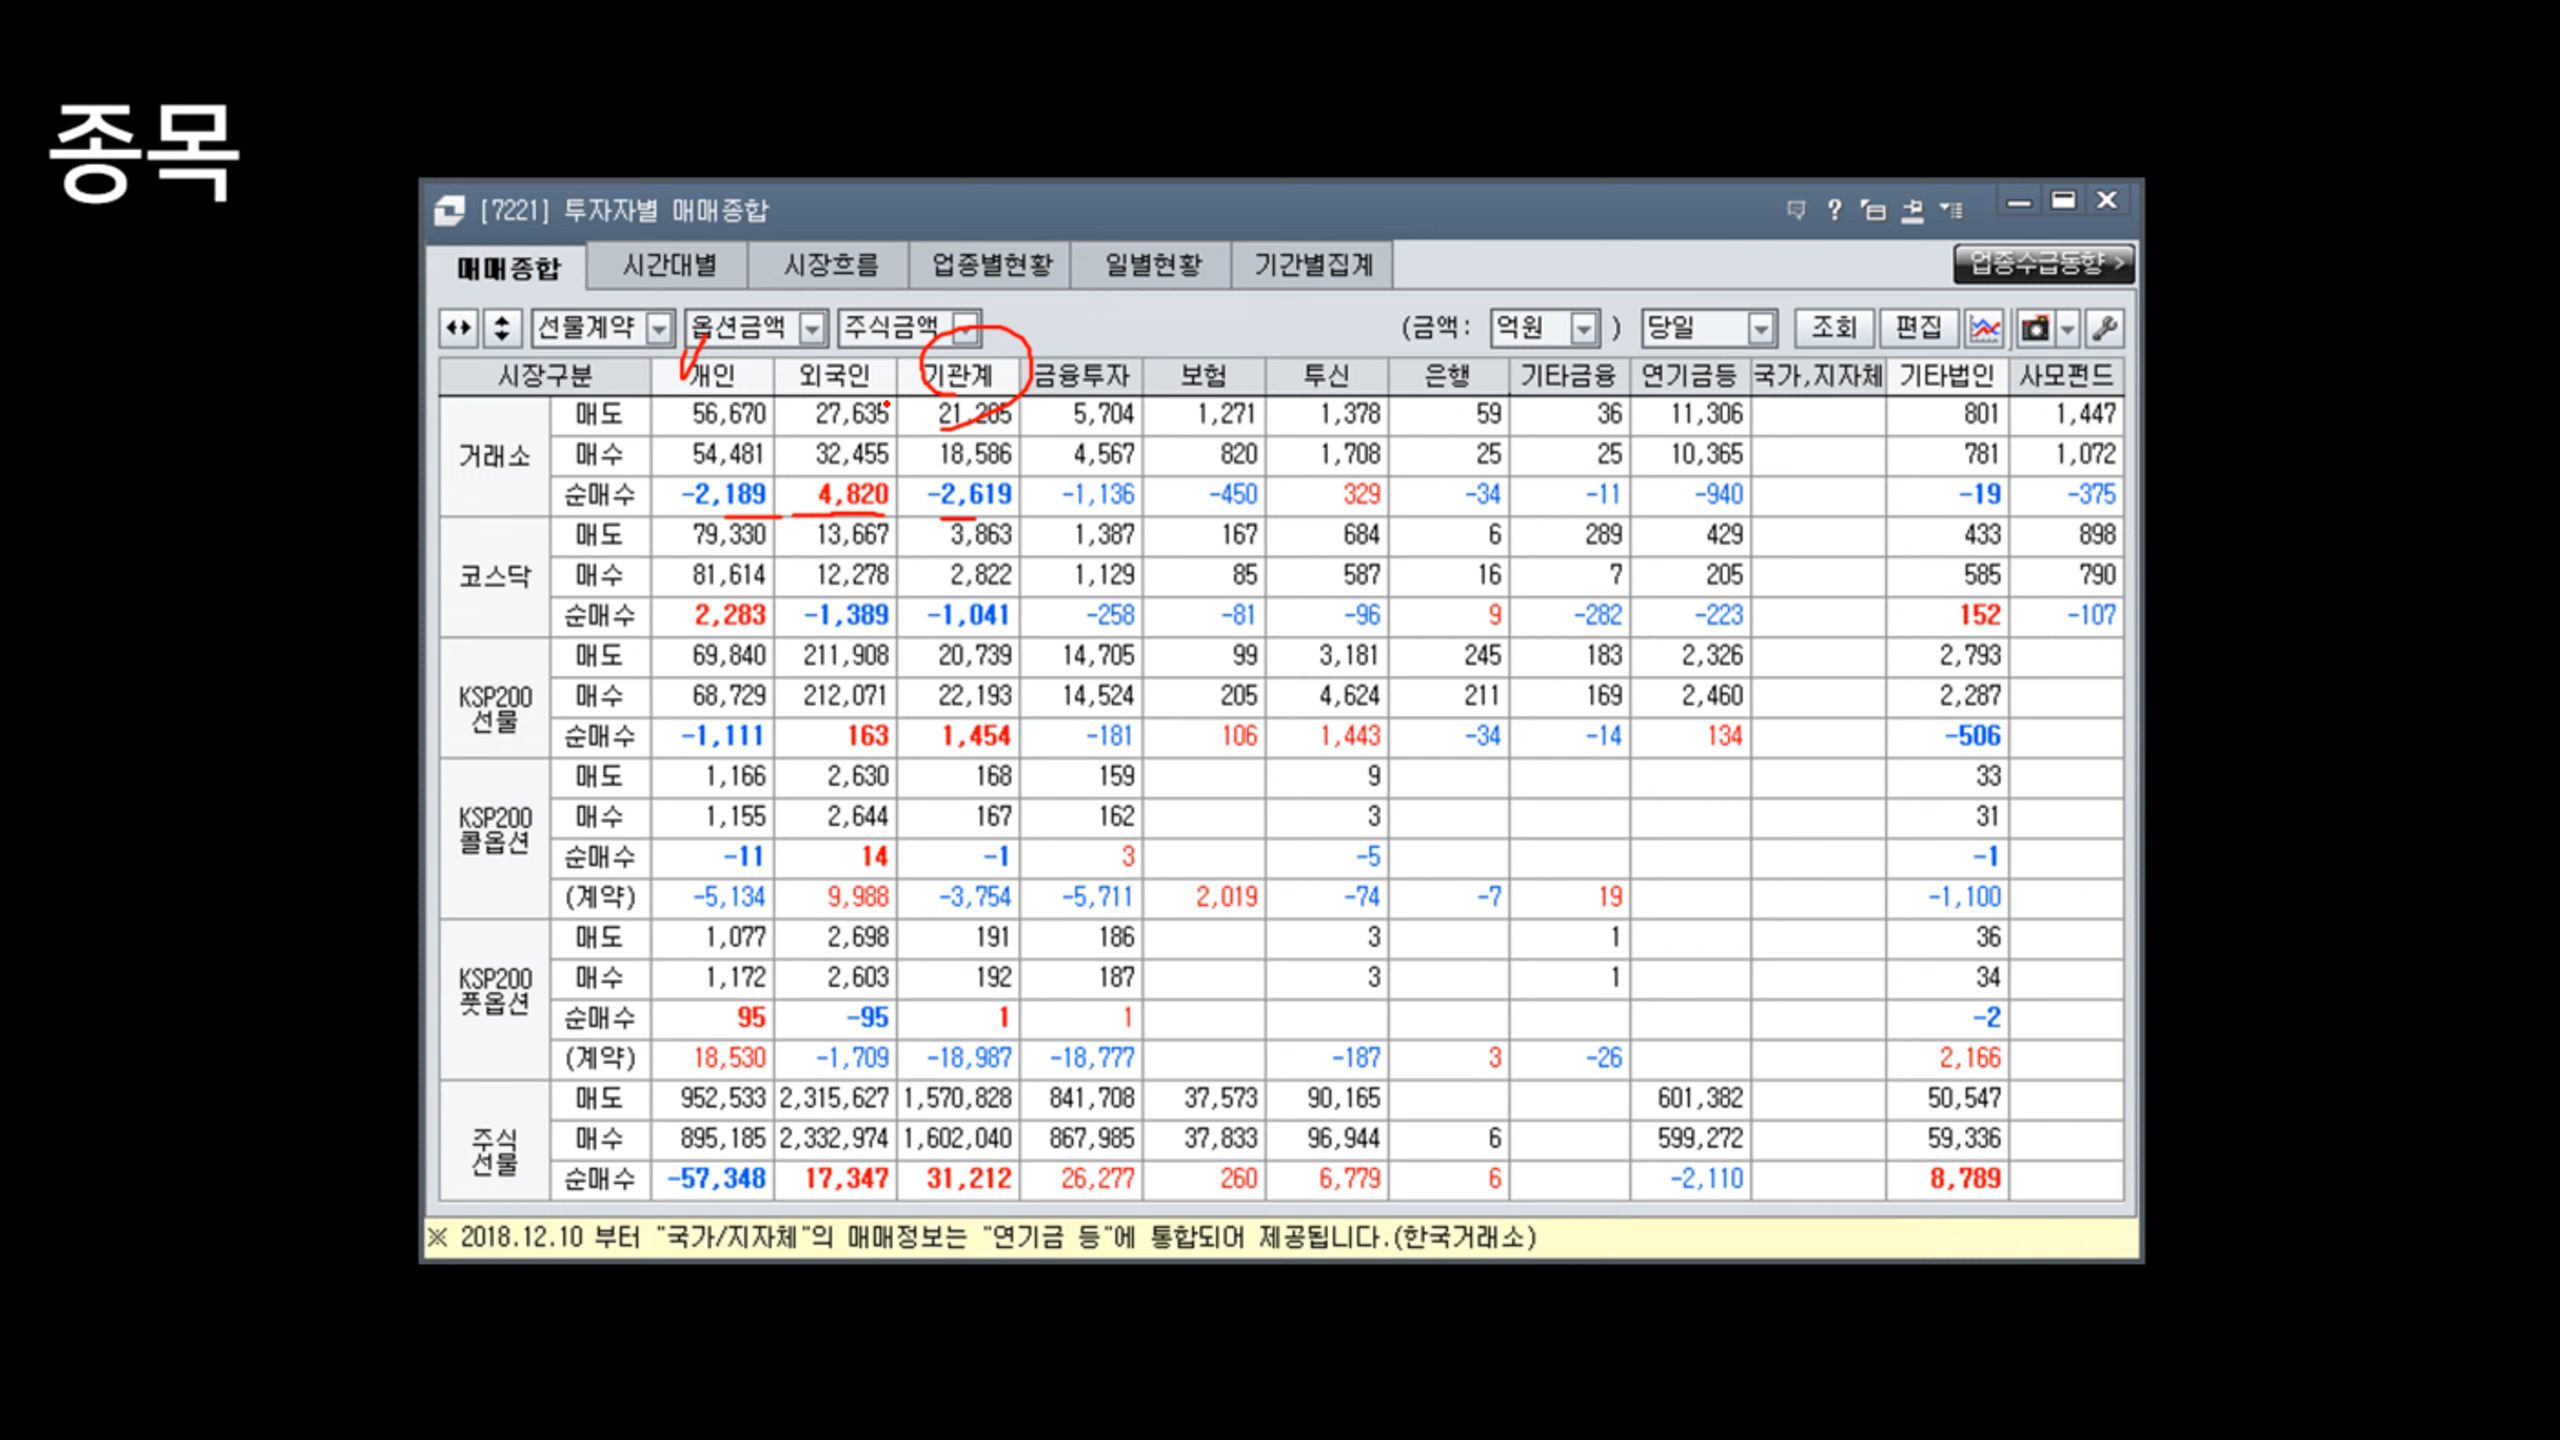 종목
[7221] 투자자별 매매종합
매매종합 시간대별 시장흐름 업종별현황 일별현황 기간별집계 업종수급동향 >
선물계약 옵션금액 주식금액 (금액: 억원 ) 당일 조회 편집
시장구분 개인 외국인 기관계 금융투자 보험 투신 은행 기타금융 연기금등 국가,지자체 기타법인 사모펀드
거래소
매도 56,670 27,635 21,205 5,704 1,271 1,378 59 36 11,306 801 1,447
매수 54,481 32,455 18,586 4,567 820 1,708 25 25 10,365 781 1,072
순매수 -2,189 4,820 -2,619 -1,136 -450 329 -34 -11 -940 -19 -375
코스닥
매도 79,330 13,667 3,863 1,387 167 684 6 289 429 433 898
매수 81,614 12,278 2,822 1,129 85 587 16 7 205 585 790
순매수 2,283 -1,389 -1,041 -258 -81 -96 9 -282 -223 152 -107
KSP200
선물
매도 69,840 211,908 20,739 14,705 99 3,181 245 183 2,326 2,793
매수 68,729 212,071 22,193 14,524 205 4,624 211 169 2,460 2,287
순매수 -1,111 163 1,454 -181 106 1,443 -34 -14 134 -506
KSP200
콜옵션
매도 1,166 2,630 168 159 9 33
매수 1,155 2,644 167 162 3 31
순매수 -11 14 -1 3 -5 -1
(계약) -5,134 9,988 -3,754 -5,711 2,019 -74 -7 19 -1,100
KSP200
풋옵션
매도 1,077 2,698 191 186 3 1 36
매수 1,172 2,603 192 187 3 1 34
순매수 95 -95 1 1 -2
(계약) 18,530 -1,709 -18,987 -18,777 -187 3 -26 2,166
주식
선물
매도 952,533 2,315,627 1,570,828 841,708 37,573 90,165 601,382 50,547
매수 895,185 2,332,974 1,602,040 867,985 37,833 96,944 6 599,272 59,336
순매수 -57,348 17,347 31,212 26,277 260 6,779 6 -2,110 8,789
※ 2018.12.10 부터 "국가/지자체"의 매매정보는 "연기금 등"에 통합되어 제공됩니다.(한국거래소)